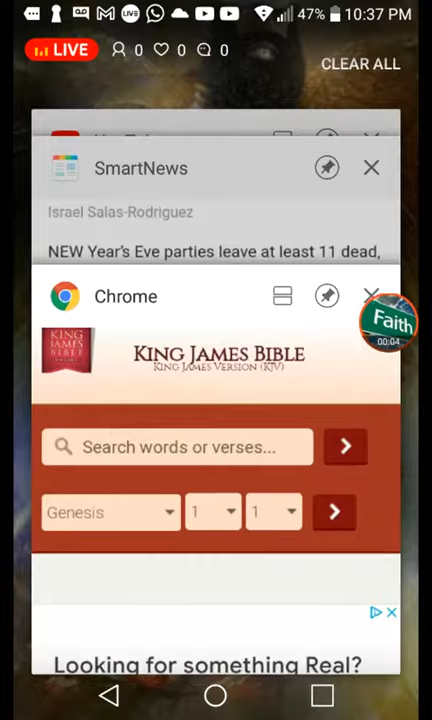 LIVE
47% 10:37 PM
LIVE 0 0 0
CLEAR ALL
SmartNews
Israel Salas-Rodriguez
NEW Year's Eve parties leave at least 11 dead,
Chrome
Faith
00:04
KING JAMES BIBLE
KING JAMES BIBLE
KING JAMES VERSION (KJV)
Search words or verses...
Genesis 1 1
Looking for something Real?